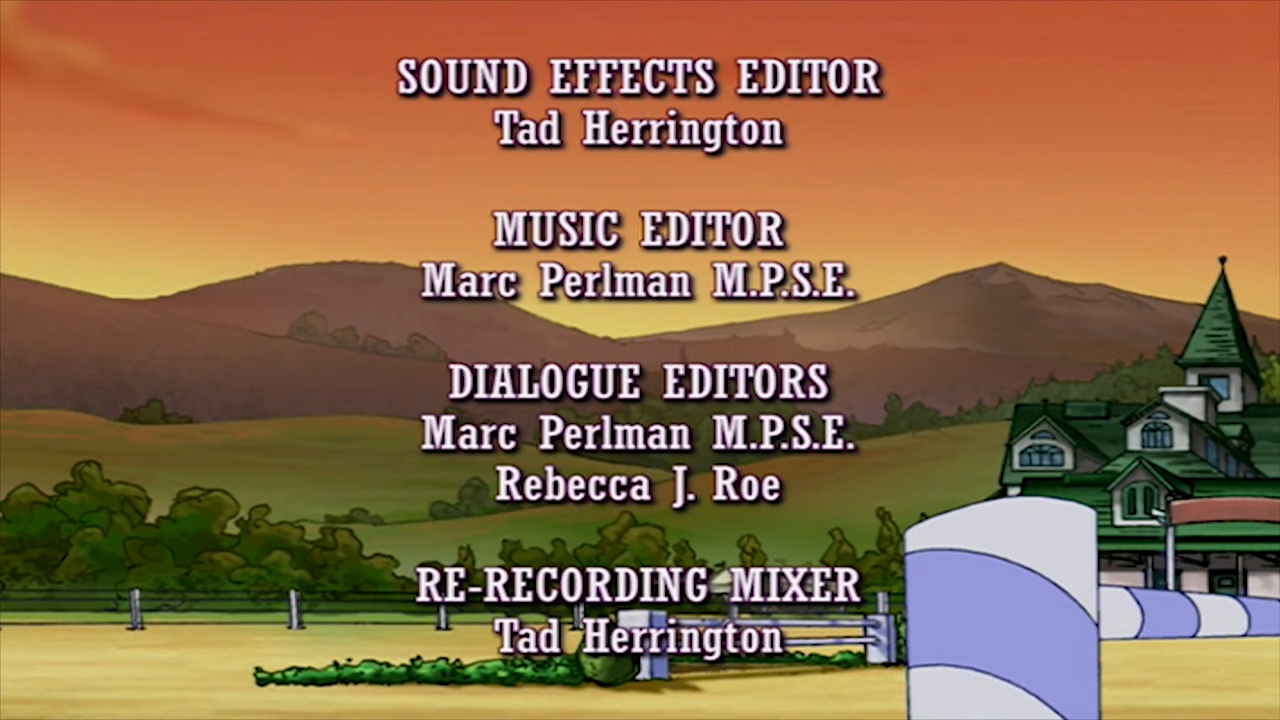 SOUND EFFECTS EDITOR
Tad Herrington
MUSIC EDITOR
Marc Perlman M.P.S.E.
DIALOGUE EDITORS
Marc Perlman M.P.S.E.
Rebecca J. Roe
RE-RECORDING MIXER
Tad Herrington